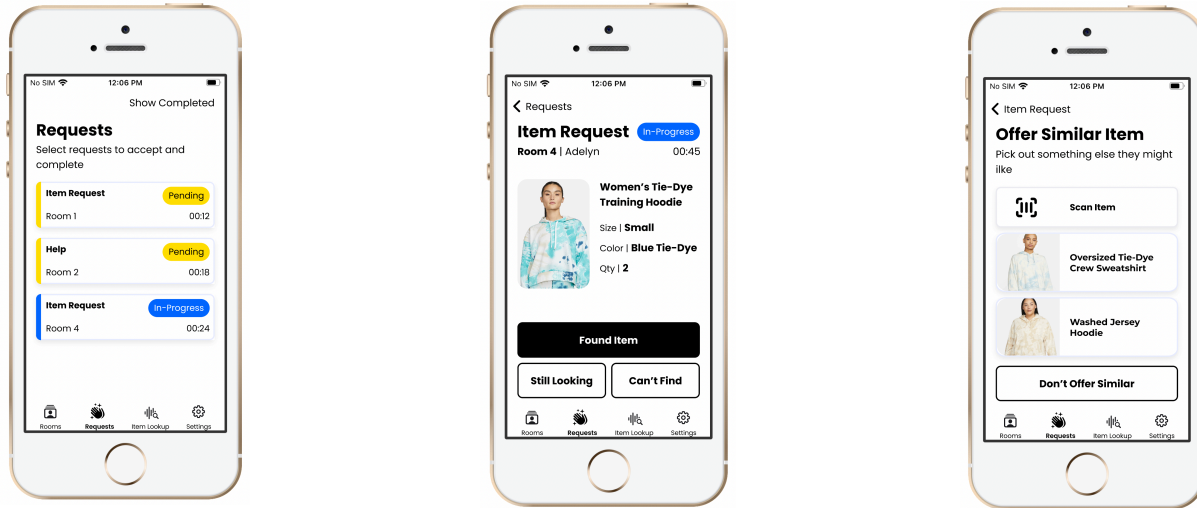 No SIM 12:06 PM
Show Completed
Requests
Select requests to accept and
complete
Item Request Pending
Room 1 00:12
Help Pending
Room 2 00:18
Item Request In-Progress
Room 4 00:24
Rooms Requests Item Lookup Settings
No SIM 12:06 PM
Requests
Item Request In-Progress
Room 4 | Adelyn 00:45
Women's Tie-Dye
Training Hoodie
Size | Small
Color | Blue Tie-Dye
Qty | 2
Found Item
Still Looking Can't Find
Rooms Requests Item Lookup Settings
No SIM 12:06 PM
Item Request
Offer Similar Item
Pick out something else they might
ilke
Scan Item
Oversized Tie-Dye
Crew Sweatshirt
Washed Jersey
Hoodie
Don't Offer Similar
Rooms Requests Item Lookup Settings